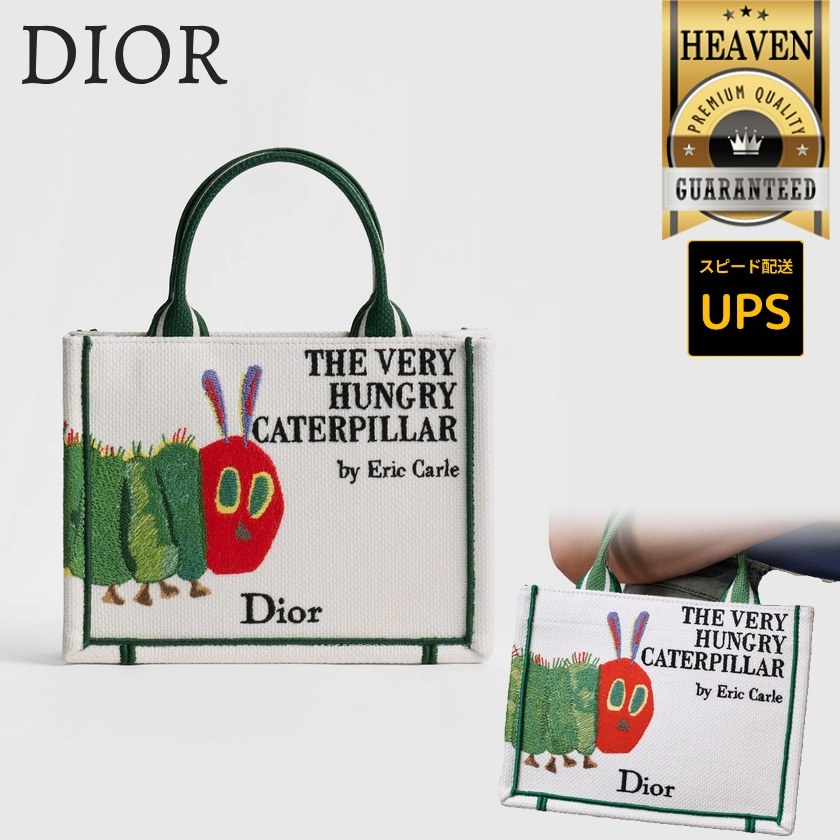 DIOR
HEAVEN
PREMIUM QUALITY
GUARANTEED
スピード配送
UPS
THE VERY
HUNGRY
CATERPILLAR
by Eric Carle
Dior
THE VERY
HUNGRY
CATERPILLAR
by Eric Carle
Dior